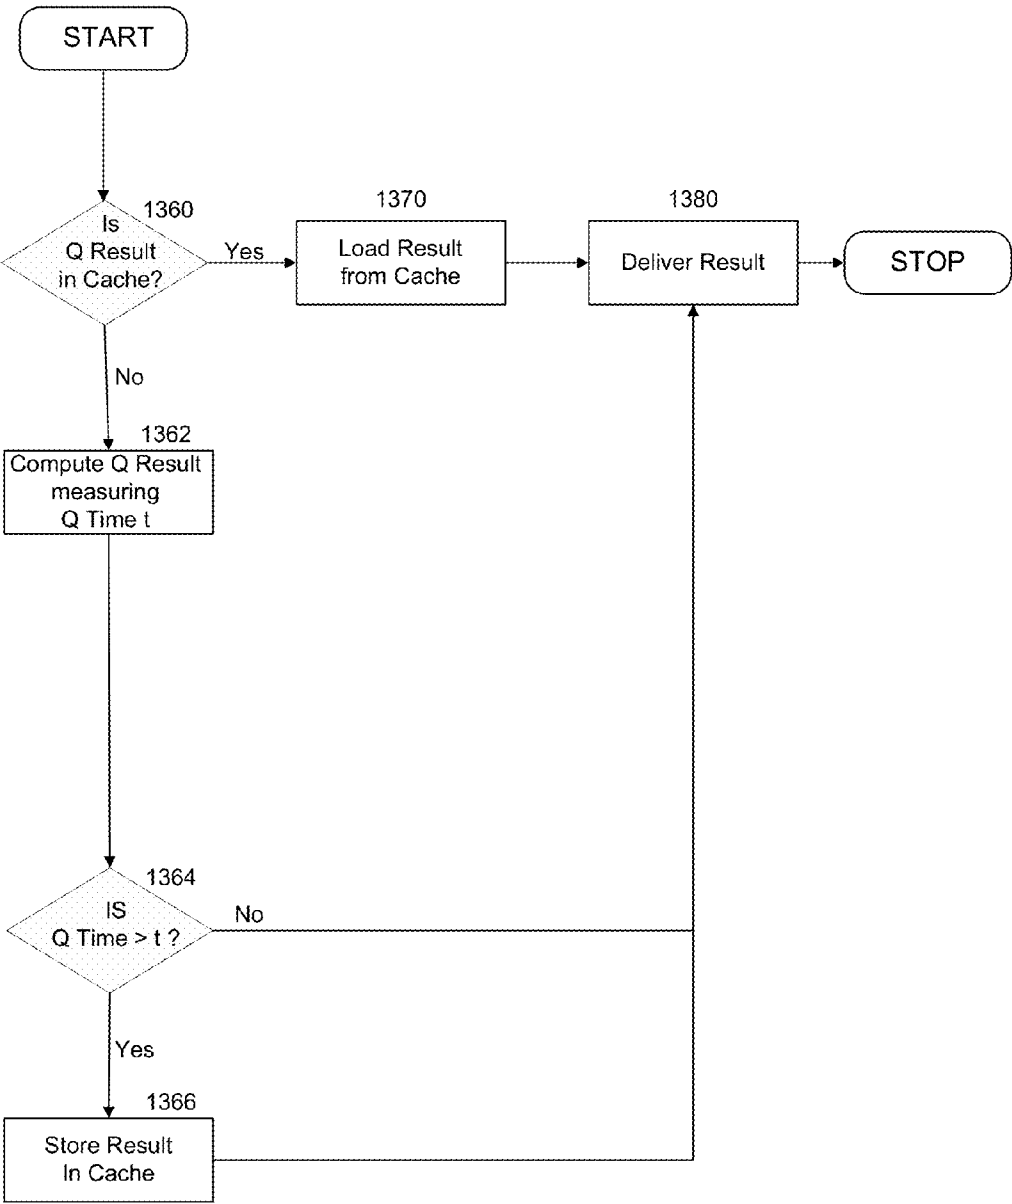 START
1360
Is
Q Result
in Cache?
Yes
1370
Load Result
from Cache
1380
Deliver Result
STOP
No
1362
Compute Q Result
measuring
Q Time t
1364
IS
Q Time > t ?
No
Yes
1366
Store Result
In Cache